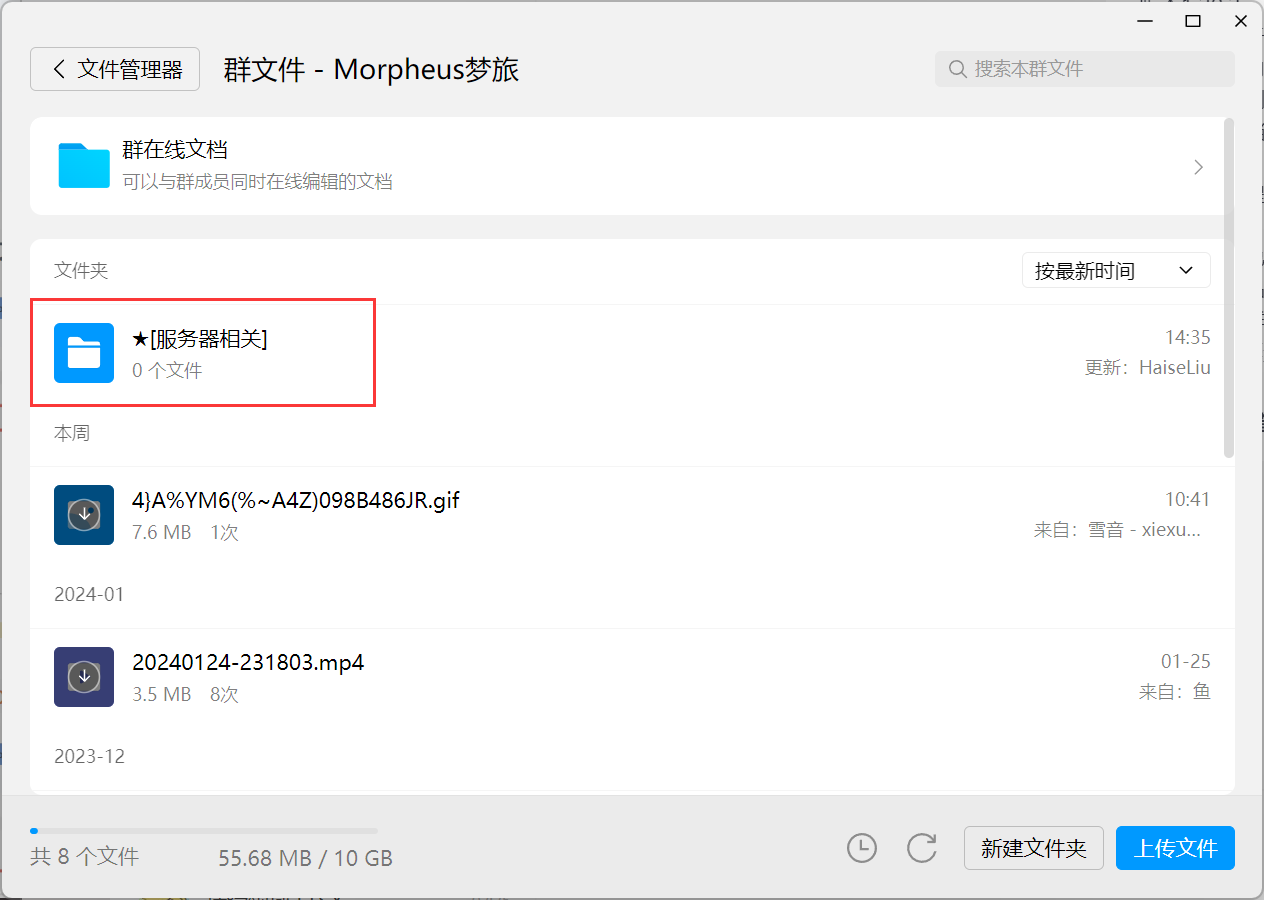 文件管理器
群文件 - Morpheus梦旅
搜索本群文件
群在线文档
可以与群成员同时在线编辑的文档
文件夹
按最新时间
★[服务器相关]
0 个文件
14:35
更新：HaiseLiu
本周
4}A%YM6(%~A4Z)098B486JR.gif
7.6 MB 1次
10:41
来自：雪音 - xiexu...
2024-01
20240124-231803.mp4
3.5 MB 8次
01-25
来自：鱼
2023-12
共 8 个文件
55.68 MB / 10 GB
新建文件夹
上传文件